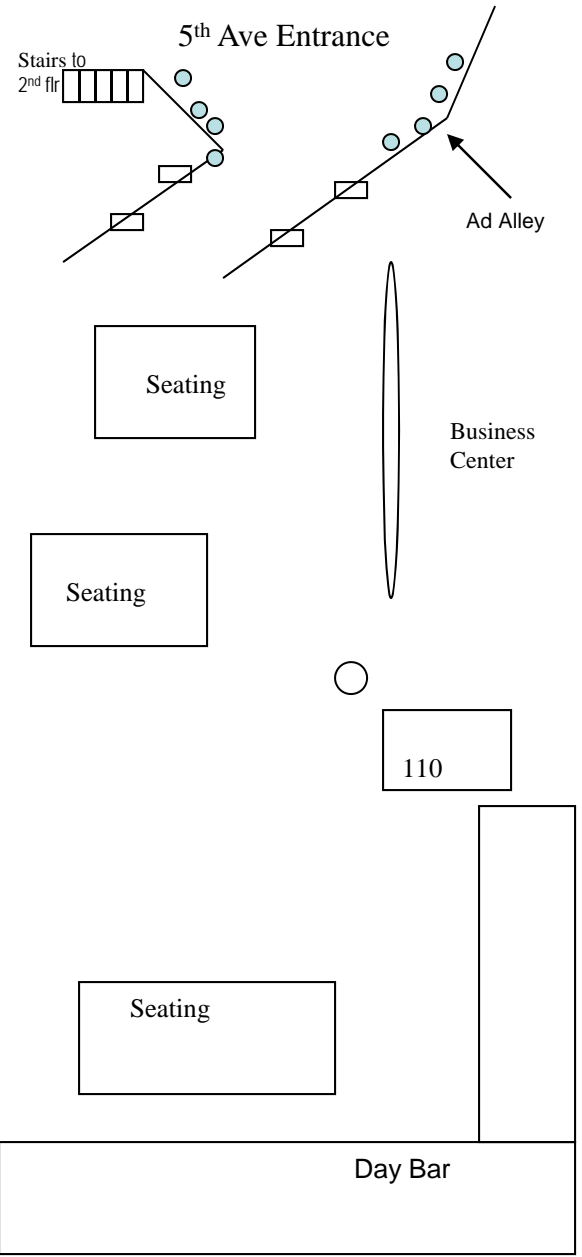 5th Ave Entrance
Stairs to
2nd flr
Ad Alley
Seating
Business
Center
Seating
110
Seating
Day Bar